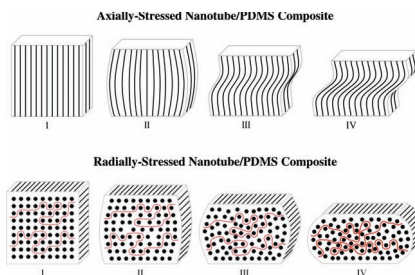 Axially-Stressed Nanotube/PDMS Composite
I II III IV
Radially-Stressed Nanotube/PDMS Composite
I II III IV